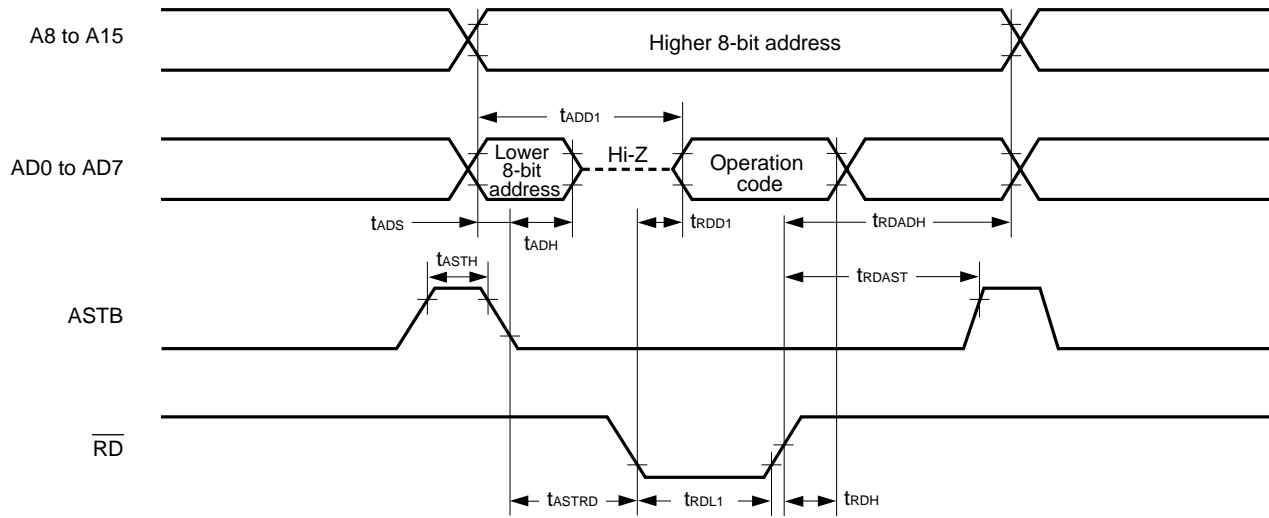 A8 to A15
Higher 8-bit address
tADD1
AD0 to AD7
Lower
8-bit
address
Hi-Z
Operation
code
tADS
tADH
tRDD1
tRDADH
tASTH
tRDAST
ASTB
RD
tASTRD
tRDL1
tRDH